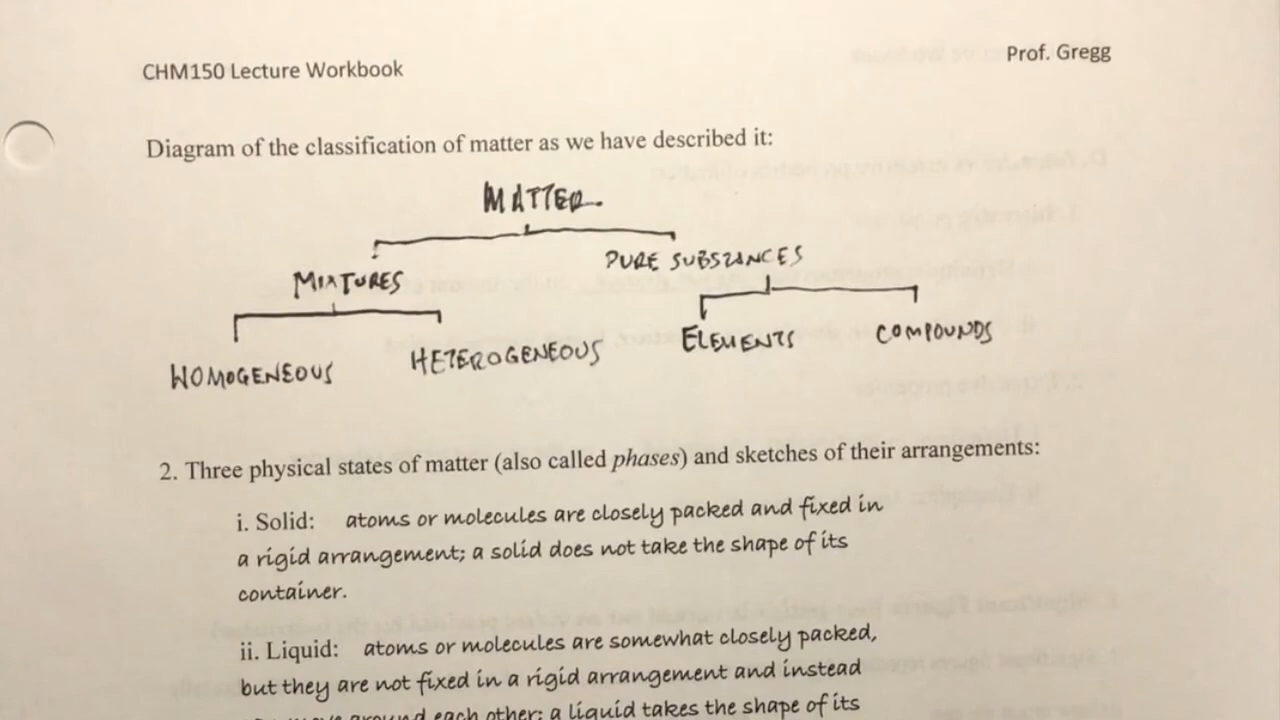 CHM150 Lecture Workbook
Prof. Gregg
Diagram of the classification of matter as we have described it:
MATTER
MIXTURES
PURE SUBSTANCES
HOMOGENEOUS
HETEROGENEOUS
ELEMENTS
COMPOUNDS
2. Three physical states of matter (also called phases) and sketches of their arrangements:
i. Solid: atoms or molecules are closely packed and fixed in
a rigid arrangement; a solid does not take the shape of its
container.
ii. Liquid: atoms or molecules are somewhat closely packed,
but they are not fixed in a rigid arrangement and instead
move around each other; a liquid takes the shape of its